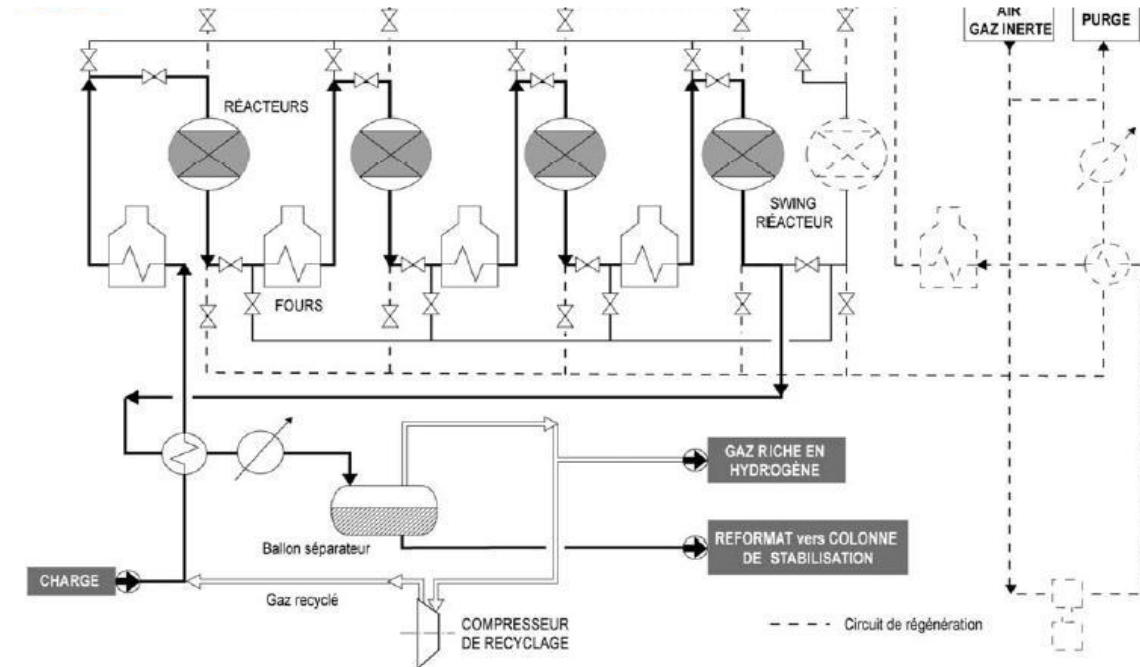 AIR
GAZ INERTE
PURGE
RÉACTEURS
SWING
RÉACTEUR
FOURS
GAZ RICHE EN
HYDROGÈNE
Ballon séparateur
REFORMAT vers COLONNE
DE STABILISATION
CHARGE
Gaz recyclé
COMPRESSEUR
DE RECYCLAGE
Circuit de régénération